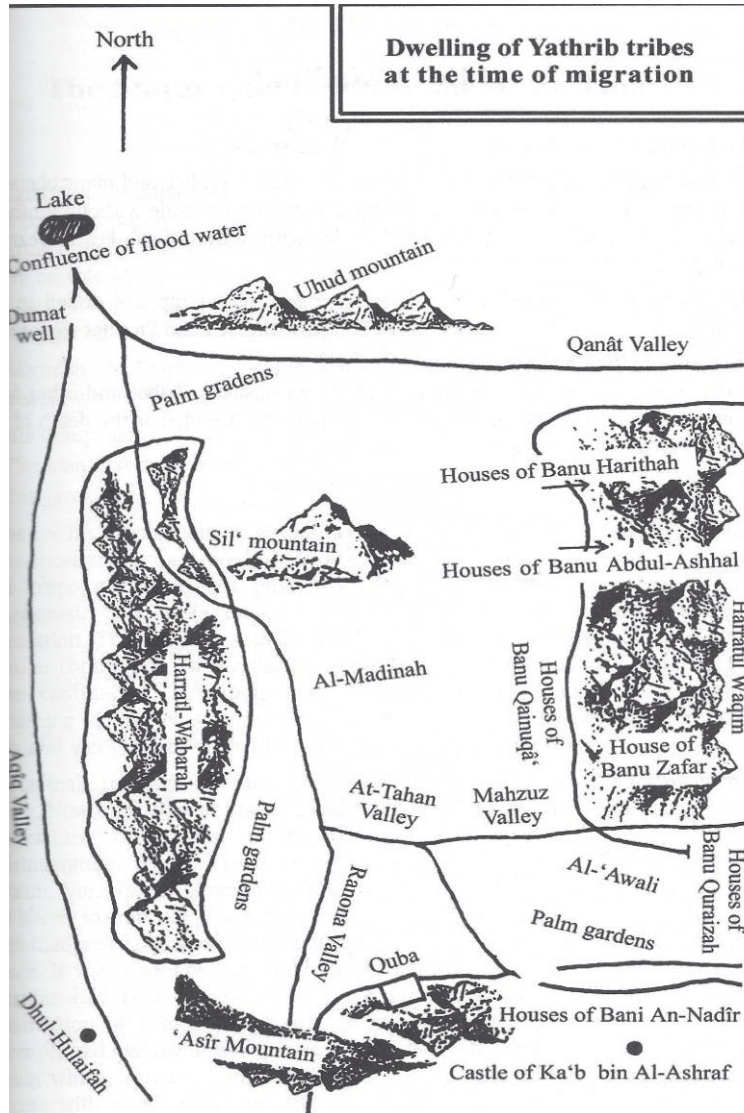 North
Dwelling of Yathrib tribes
at the time of migration
Lake
Confluence of flood water
Uhud mountain
Dumat
well
Qanât Valley
Palm gradens
Houses of Banu Harithah
Sil‘ mountain
Houses of Banu Abdul-Ashhal
Harratl-Wabarah
Al-Madinah
Houses of
Banu Qainuqâ‘
Harratul Waqim
House of
Banu Zafar
Aqîq Valley
Palm gardens
At-Tahan
Valley
Mahzuz
Valley
Ranona Valley
Al-‘Awali
Houses of
Banu Quraizah
Palm gardens
Quba
Dhul-Hulaifah
‘Asîr Mountain
Houses of Bani An-Nadîr
Castle of Ka‘b bin Al-Ashraf